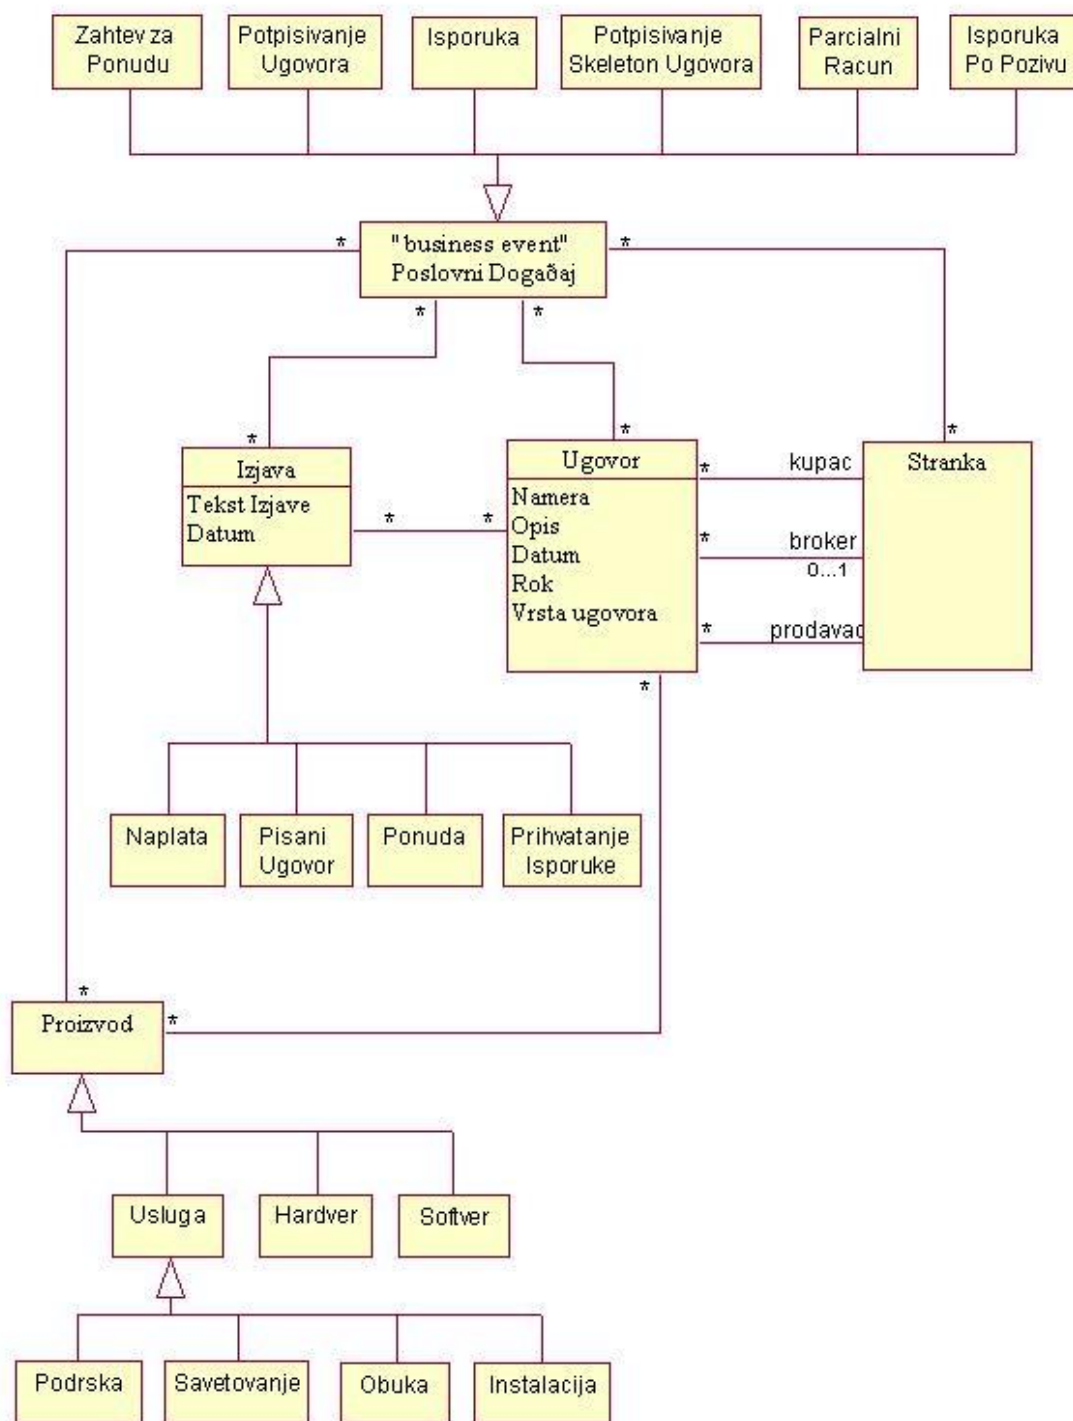 Zahtev za
Ponudu
Potpisivanje
Ugovora
Isporuka
Potpisivanje
Skeleton Ugovora
Parcialni
Racun
Isporuka
Po Pozivu
* "business event" *
Poslovni Događaj
* *
* * *
Izjava
Tekst Izjave
Datum
* *
Ugovor
Namera
Opis
Datum
Rok
Vrsta ugovora
* kupac
* broker
0...1
* prodavac
*
Stranka
Naplata
Pisani
Ugovor
Ponuda
Prihvatanje
Isporuke
*
Proizvod
*
Usluga
Hardver
Softver
Podrska
Savetovanje
Obuka
Instalacija